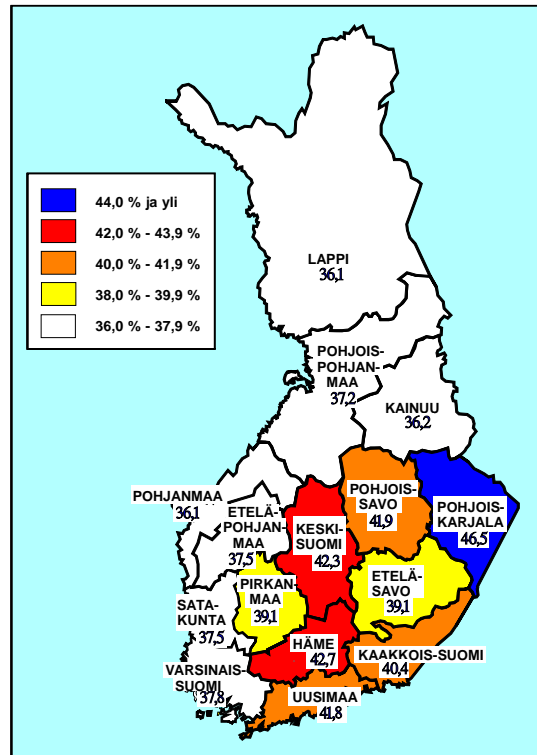 44,0 % ja yli
42,0 % - 43,9 %
40,0 % - 41,9 %
38,0 % - 39,9 %
36,0 % - 37,9 %
LAPPI
36,1
POHJOIS-
POHJAN-
MAA
37,2
KAINUU
36,2
POHJANMAA
36,1
ETELÄ-
POHJAN-
MAA
37,5
KESKI-
SUOMI
42,3
POHJOIS-
SAVO
41,9
POHJOIS-
KARJALA
46,5
PIRKAN-
MAA
39,1
ETELÄ-
SAVO
39,1
SATA-
KUNTA
37,5
HÄME
42,7
KAAKKOIS-SUOMI
40,4
VARSINAIS-
SUOMI
37,8
UUSIMAA
41,8